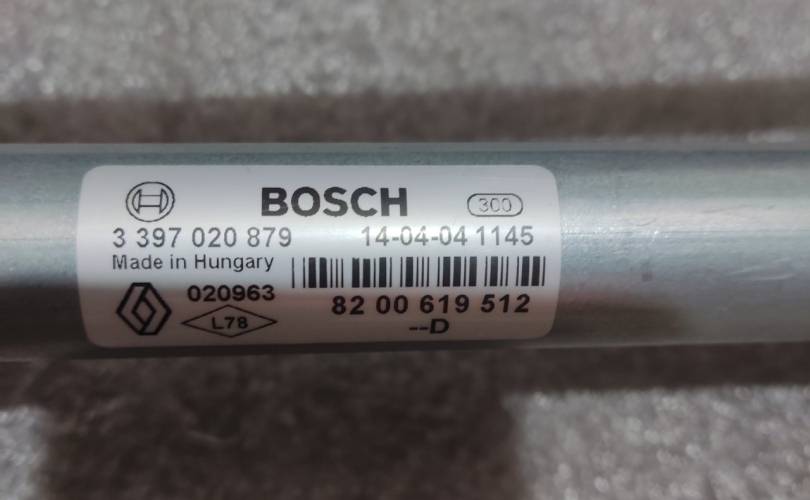 BOSCH 300
3 397 020 879 14-04-04 1145
Made in Hungary
020963
L78
82 00 619 512
--D